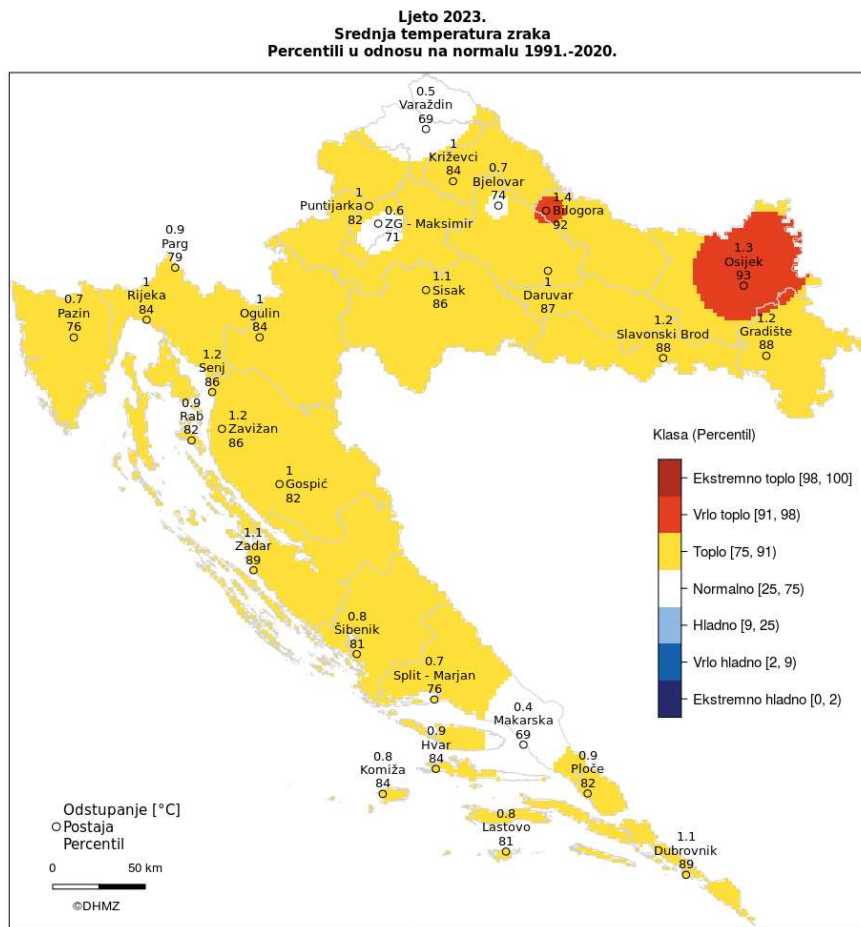 Ljeto 2023.
Srednja temperatura zraka
Percentili u odnosu na normalu 1991.-2020.
0.5
Varaždin
69
1
Križevci
84
0.7
Bjelovar
74
1.4
Bilogora
92
1
Puntijarka
82
0.6
ZG - Maksimir
71
0.9
Parg
79
1.3
Osijek
93
0.7
Pazin
76
1
Rijeka
84
1
Ogulin
84
1.1
Sisak
86
1
Daruvar
87
1.2
Slavonski Brod
88
1.2
Gradište
88
1.2
Senj
86
0.9
Rab
82
1.2
Zavižan
86
1
Gospić
82
1.1
Zadar
89
0.8
Šibenik
81
0.7
Split - Marjan
76
0.4
Makarska
69
0.9
Hvar
84
0.8
Komiža
84
0.9
Ploče
82
0.8
Lastovo
81
1.1
Dubrovnik
89
Klasa (Percentil)
Ekstremno toplo [98, 100]
Vrlo toplo [91, 98)
Toplo [75, 91)
Normalno [25, 75)
Hladno [9, 25)
Vrlo hladno [2, 9)
Ekstremno hladno [0, 2)
Odstupanje [°C]
Postaja
Percentil
0 50 km
©DHMZ